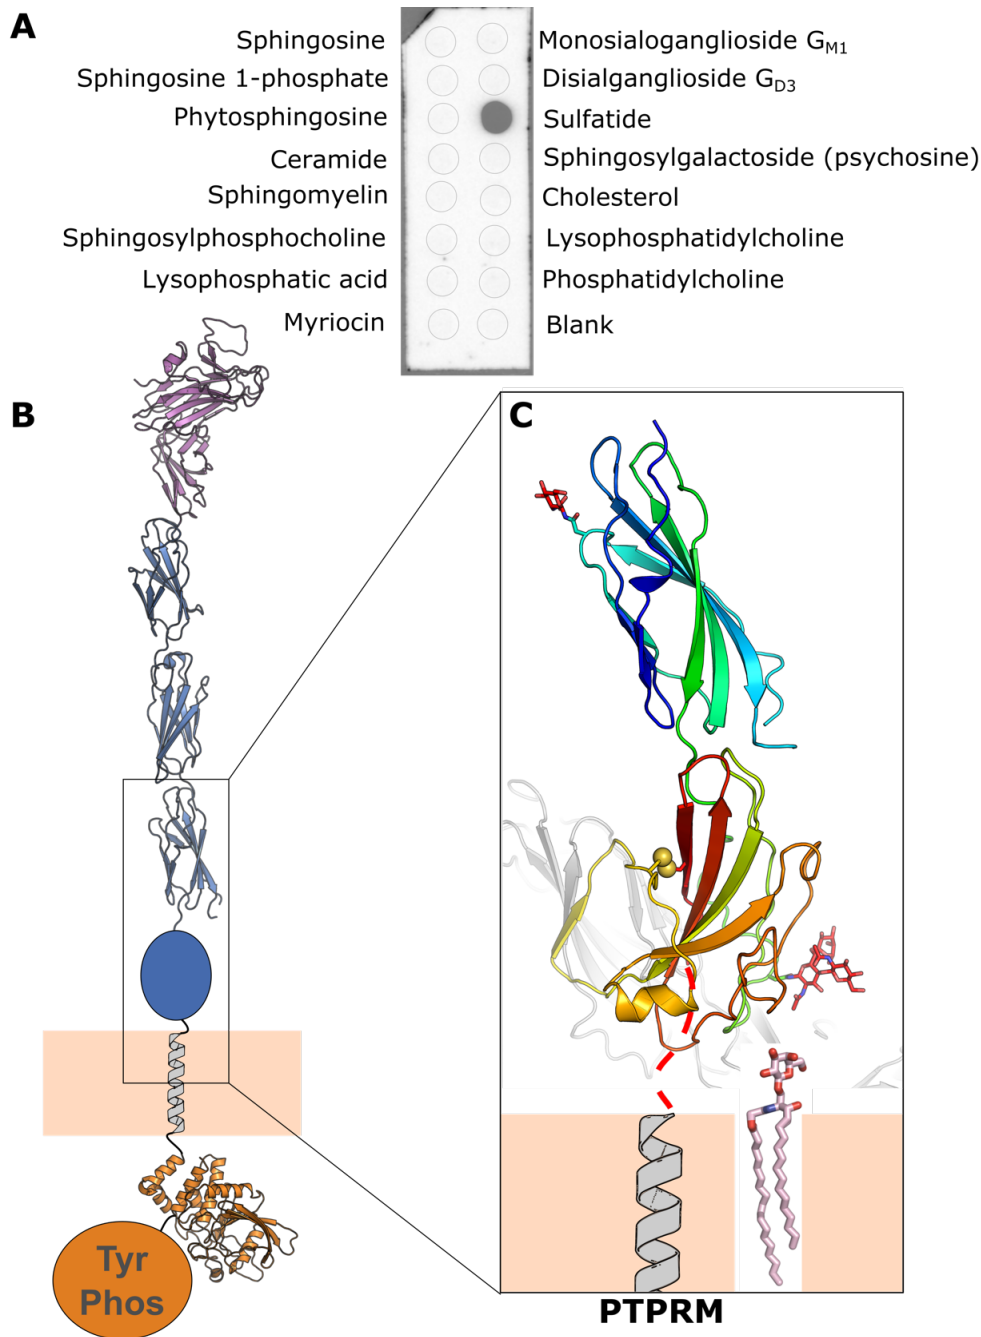 A
Sphingosine
Sphingosine 1-phosphate
Phytosphingosine
Ceramide
Sphingomyelin
Sphingosylphosphocholine
Lysophosphatic acid
Myriocin
Monosialoganglioside GM1
Disialganglioside GD3
Sulfatide
Sphingosylgalactoside (psychosine)
Cholesterol
Lysophosphatidylcholine
Phosphatidylcholine
Blank
B
Tyr
Phos
C
PTPRM